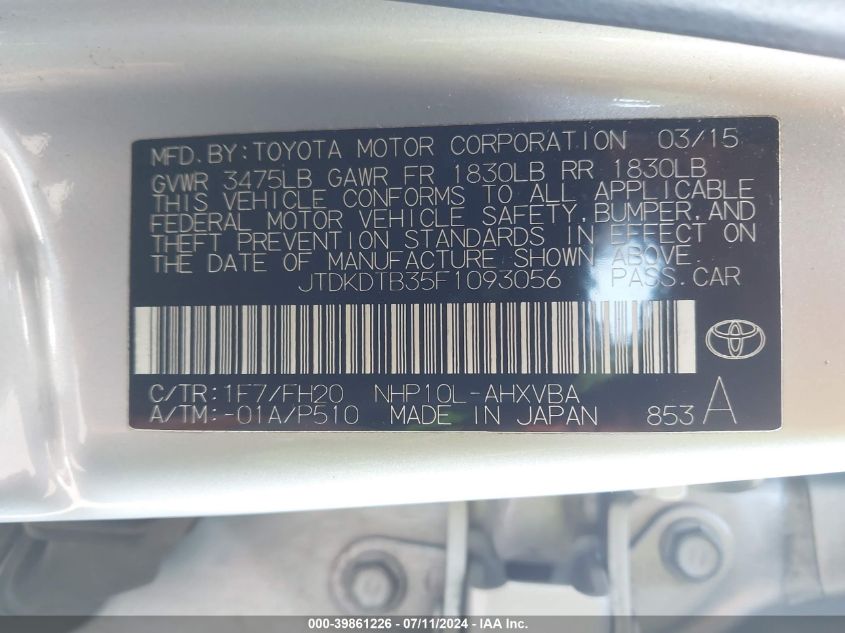 MFD.BY:TOYOTA MOTOR CORPORATION 03/15
GVWR 3475LB GAWR FR 1830LB RR 1830LB
THIS VEHICLE CONFORMS TO ALL APPLICABLE
FEDERAL MOTOR VEHICLE SAFETY,BUMPER,AND
THEFT PREVENTION STANDARDS IN EFFECT ON
THE DATE OF MANUFACTURE SHOWN ABOVE.
JTDKDTB35F1093056 PASS.CAR
C/TR:1F7/FH20 NHP10L-AHXVBA
A/TM:-01A/P510 MADE IN JAPAN 853 A
000-39861226 - 07/11/2024 - IMPACT AUTO AUCTIONS INC.